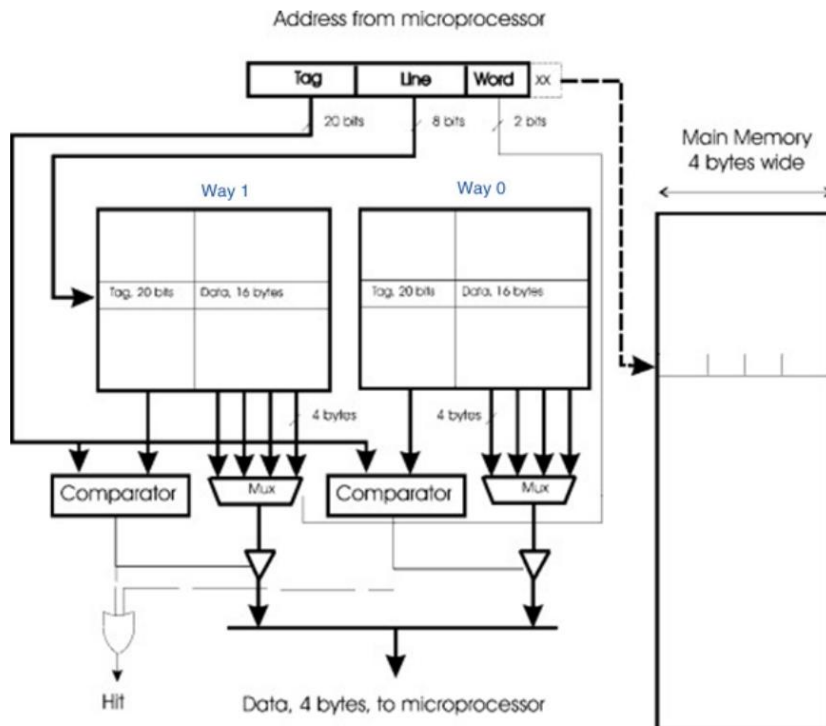 Address from microprocessor
Tag Line Word xx
20 bits 8 bits 2 bits
Main Memory
4 bytes wide
Way 1 Way 0
Tag, 20 bits Data, 16 bytes Tag, 20 bits Data, 16 bytes
4 bytes 4 bytes
Comparator Mux Comparator Mux
Hit Data, 4 bytes, to microprocessor